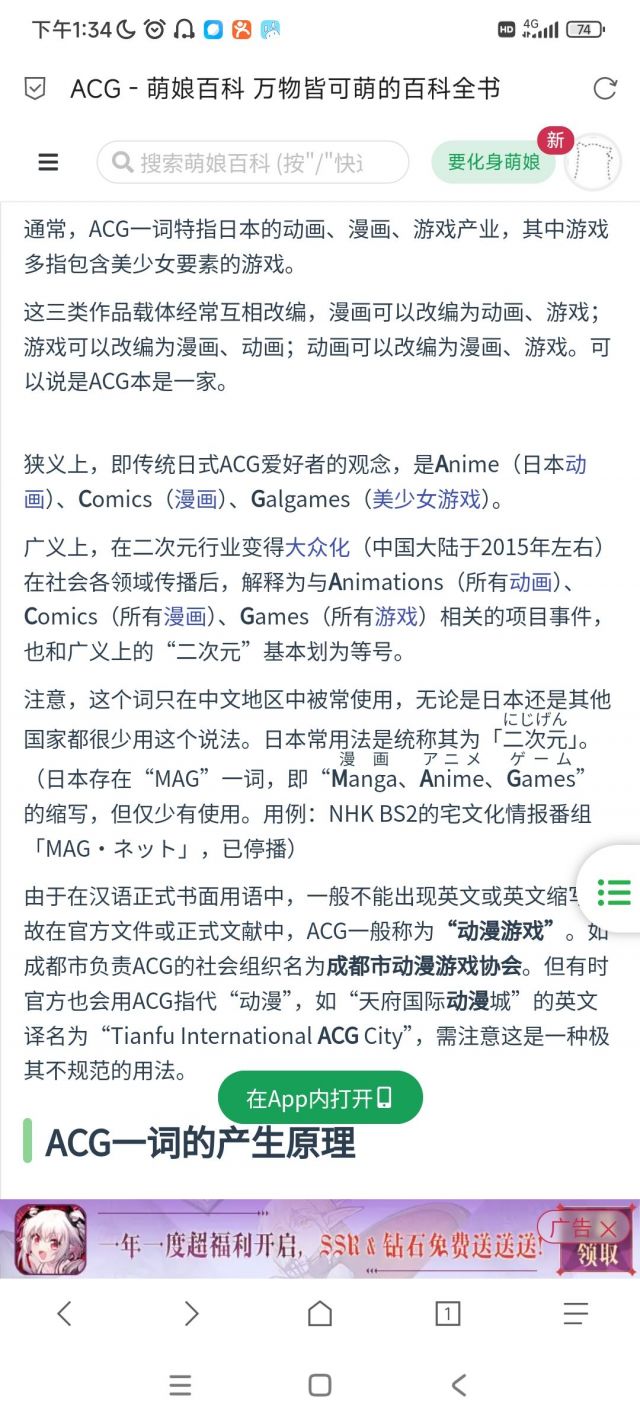 下午1:34
HD 4G 74
ACG - 萌娘百科 万物皆可萌的百科全书
搜索萌娘百科 (按"/"快
要化身萌娘
新
通常，ACG一词特指日本的动画、漫画、游戏产业，其中游戏
多指包含美少女要素的游戏。
这三类作品载体经常互相改编，漫画可以改编为动画、游戏；
游戏可以改编为漫画、动画；动画可以改编为漫画、游戏。可
以说是ACG本是一家。
狭义上，即传统日式ACG爱好者的观念，是Anime（日本动
画）、Comics（漫画）、Galgames（美少女游戏）。
广义上，在二次元行业变得大众化（中国大陆于2015年左右）
在社会各领域传播后，解释为与Animations（所有动画）、
Comics（所有漫画）、Games（所有游戏）相关的项目事件，
也和广义上的“二次元”基本划为等号。
注意，这个词只在中文地区中被常使用，无论是日本还是其他
にじげん
国家都很少用这个说法。日本常用法是统称其为「二次元」。
漫画 アニメ ゲーム
（日本存在“MAG”一词，即“Manga、Anime、Games”
的缩写，但仅少有使用。用例：NHK BS2的宅文化情报番组
「MAG・ネット」，已停播）
由于在汉语正式书面用语中，一般不能出现英文或英文缩写
故在官方文件或正式文献中，ACG一般称为“动漫游戏”。如
成都市负责ACG的社会组织名为成都市动漫游戏协会。但有时
官方也会用ACG指代“动漫”，如“天府国际动漫城”的英文
译名为“Tianfu International ACG City”，需注意这是一种极
其不规范的用法。
在App内打开
ACG一词的产生原理
一年一度超福利开启，SSR&钻石免费送送送!
广告
领取
1